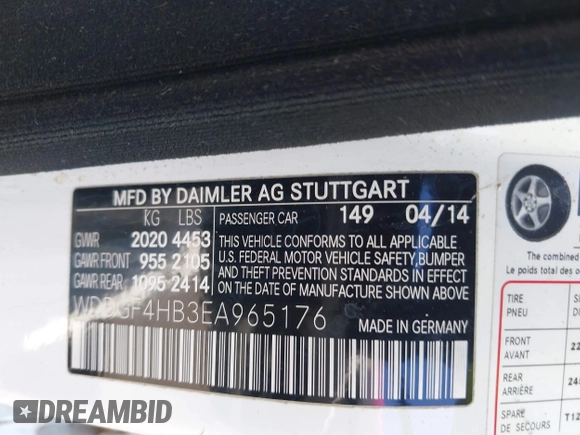 MFD BY DAIMLER AG STUTTGART
KG LBS
GVWR 2020 4453
GAWR FRONT 955 2105
GAWR REAR 1095 2414
PASSENGER CAR 149 04/14
THIS VEHICLE CONFORMS TO ALL APPLICABLE
U.S. FEDERAL MOTOR VEHICLE SAFETY, BUMPER
AND THEFT PREVENTION STANDARDS IN EFFECT
ON THE DATE OF MANUFACTURE SHOWN ABOVE
WDDGF4HB3EA965176
MADE IN GERMANY
The combined
Le poids total des
TIRE
PNEU
FRONT
AVANT
REAR
ARRIÈRE
SPARE
DE SECOURS
DREAMBID